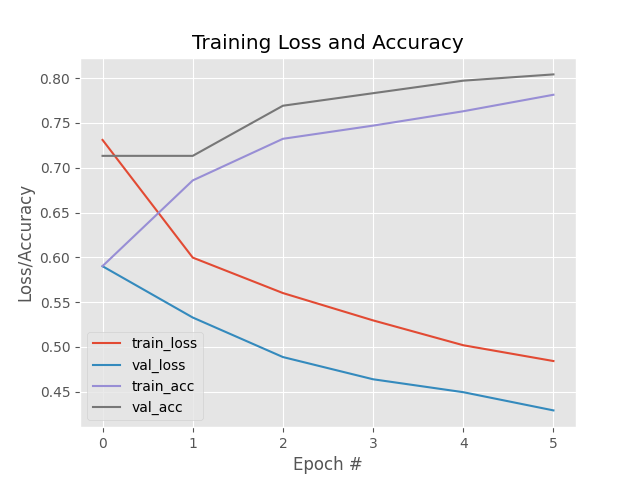 Training Loss and Accuracy
Loss/Accuracy
0.80
0.75
0.70
0.65
0.60
0.55
0.50
0.45
train_loss
val_loss
train_acc
val_acc
0 1 2 3 4 5
Epoch #